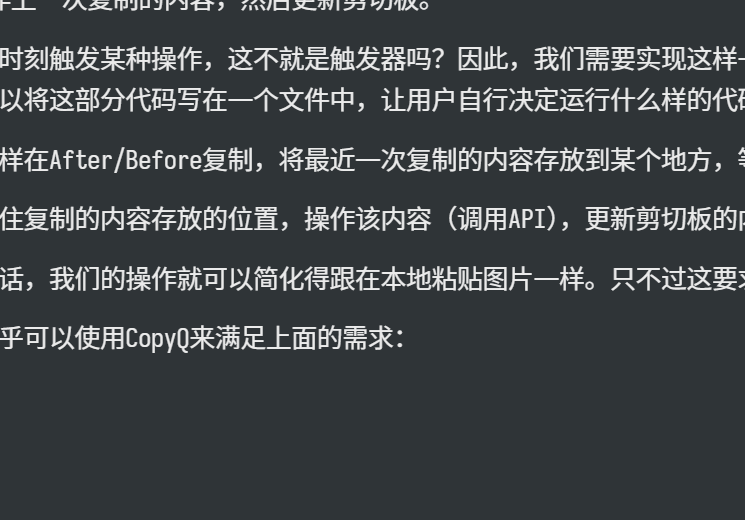 上一次复制的内容，然后更新剪切板。
时刻触发某种操作，这不就是触发器吗？因此，我们需要实现这样
以将这部分代码写在一个文件中，让用户自行决定运行什么样的代码
样在After/Before复制，将最近一次复制的内容存放到某个地方，等
住复制的内容存放的位置，操作该内容（调用API），更新剪切板的内
话，我们的操作就可以简化得跟在本地粘贴图片一样。只不过这要求
乎可以使用CopyQ来满足上面的需求：